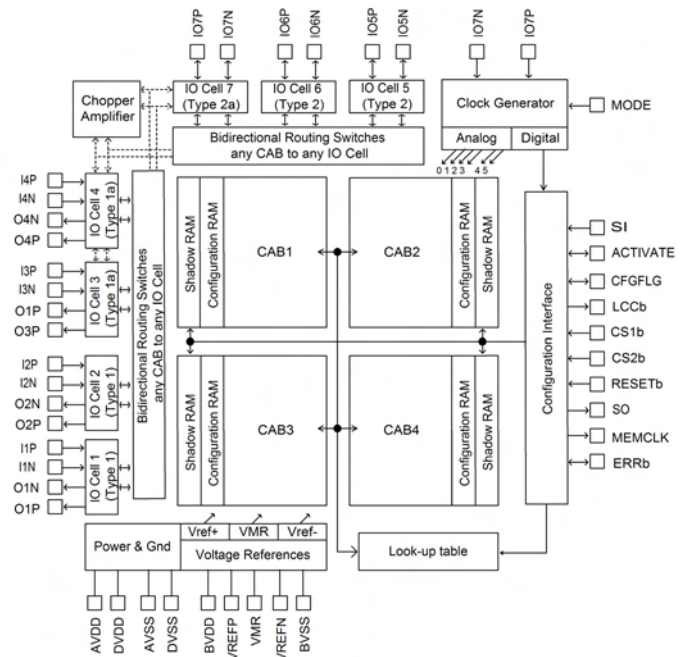 IO7P
IO7N
IO6P
IO6N
IO5P
IO5N
IO7N
IO7P
Chopper
Amplifier
IO Cell 7
(Type 2a)
IO Cell 6
(Type 2)
IO Cell 5
(Type 2)
Clock Generator
Analog
Digital
MODE
Bidirectional Routing Switches
any CAB to any IO Cell
0 1 2 3 4 5
I4P
I4N
O4N
O4P
IO Cell 4
(Type 1a)
I3P
I3N
O1P
O3P
IO Cell 3
(Type 1a)
I2P
I2N
O2N
O2P
IO Cell 2
(Type 1)
I1P
I1N
O1N
O1P
IO Cell 1
(Type 1)
Bidirectional Routing Switches
any CAB to any IO Cell
Shadow RAM
Configuration RAM
CAB1
CAB2
Configuration RAM
Shadow RAM
Shadow RAM
Configuration RAM
CAB3
CAB4
Configuration RAM
Shadow RAM
Configuration Interface
SI
ACTIVATE
CFGFLG
LCCb
CS1b
CS2b
RESETb
SO
MEMCLK
ERRb
Power & Gnd
Vref+
VMR
Vref-
Voltage References
Look-up table
AVDD
DVDD
AVSS
DVSS
BVDD
VREFP
VMR
VREFN
BVSS